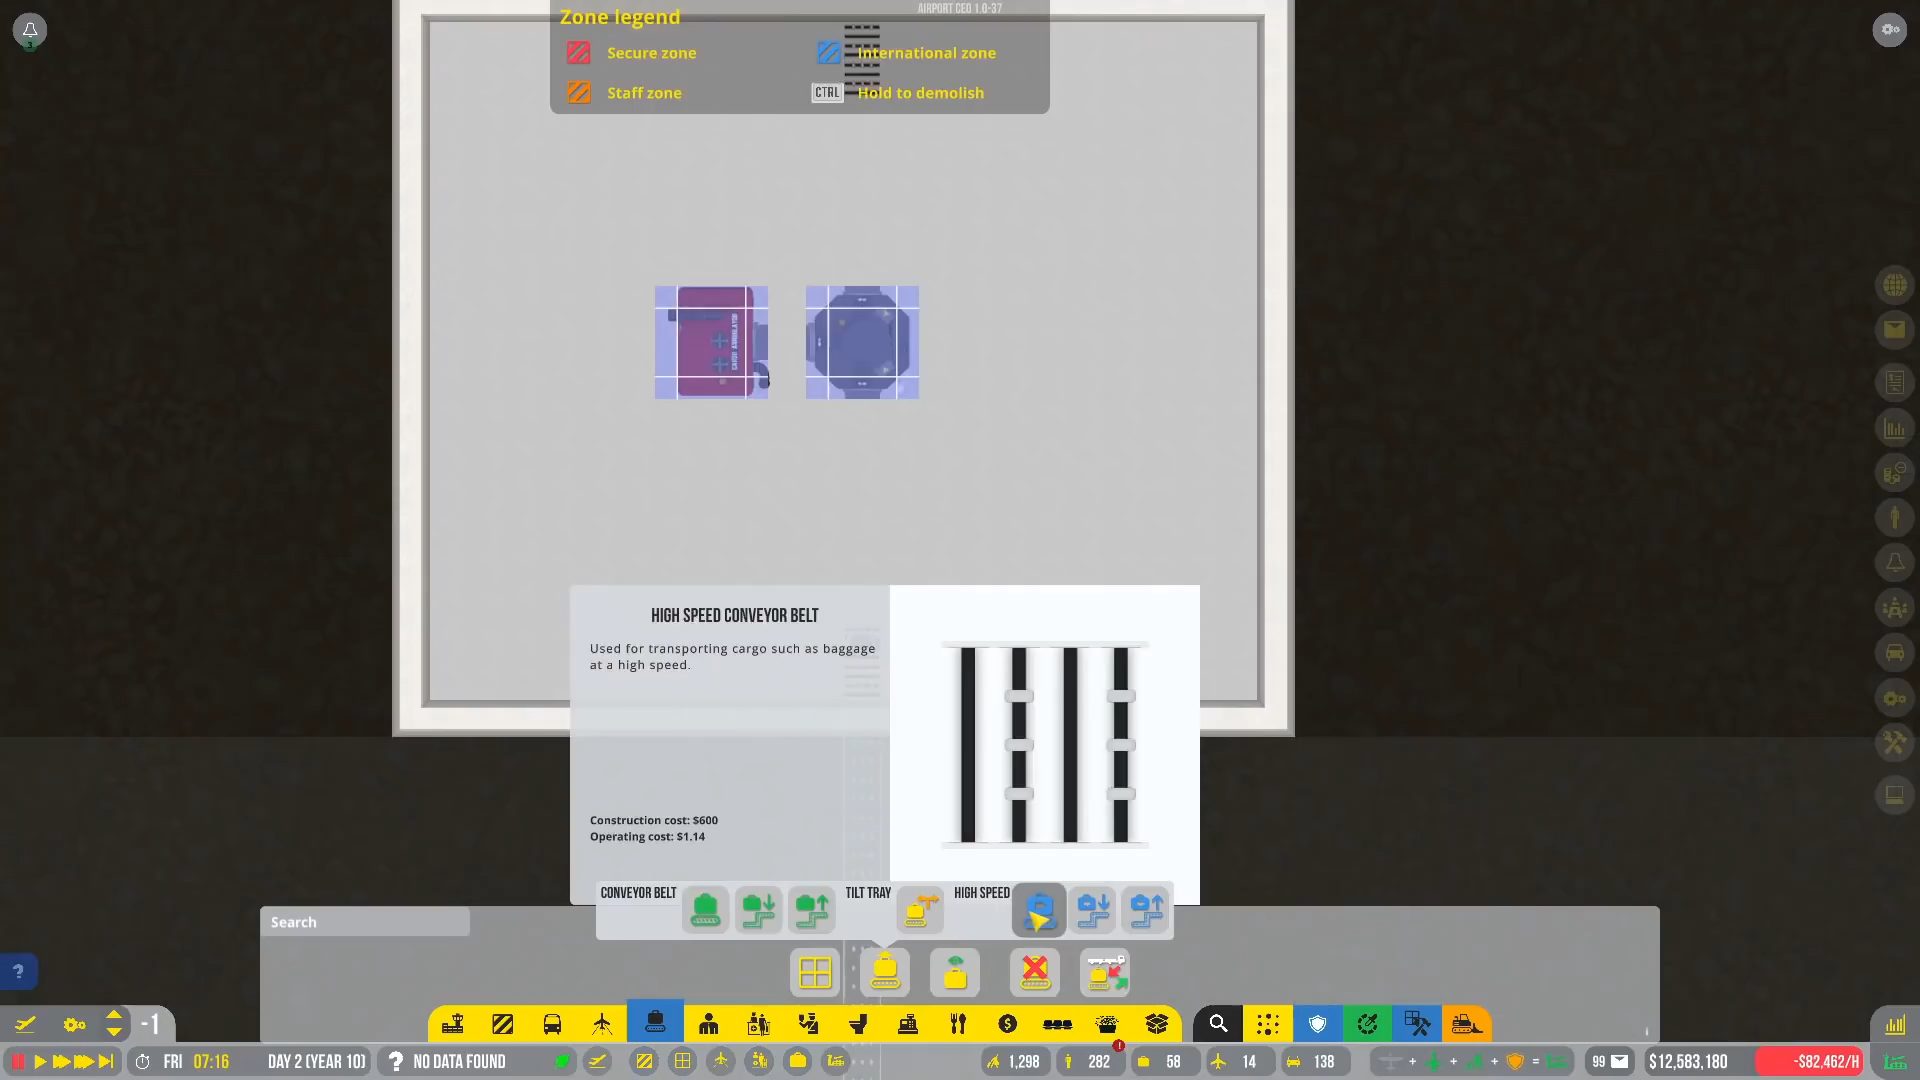 AIRPORT CEO 1.0-37
Zone legend
Secure zone
International zone
Staff zone
CTRL
Hold to demolish
HIGH SPEED CONVEYOR BELT
Used for transporting cargo such as baggage
at a high speed.
Construction cost: $600
Operating cost: $1.14
CONVEYOR BELT
TILT TRAY
HIGH SPEED
Search
?
-1
FRI 07:16
DAY 2 (YEAR 10)
? NO DATA FOUND
1,298
282
58
14
138
+ + + =
99
$12,583,180
-$82,462/H